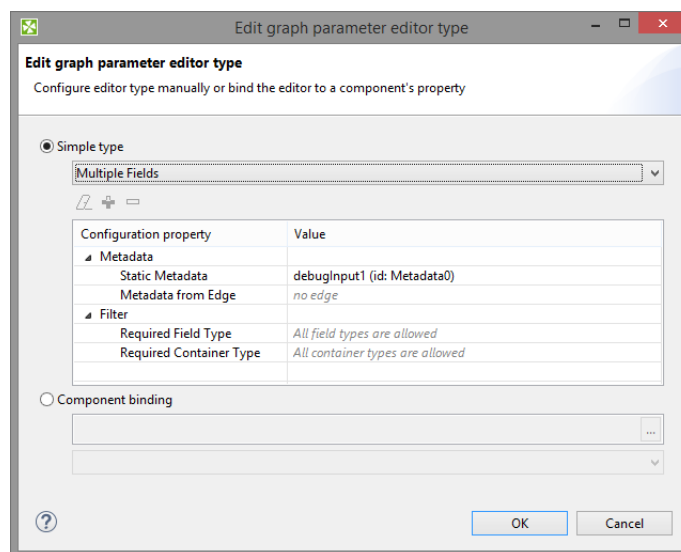 Edit graph parameter editor type
Edit graph parameter editor type
Configure editor type manually or bind the editor to a component's property
Simple type
Multiple Fields
Configuration property Value
Metadata
Static Metadata debugInput1 (id: Metadata0)
Metadata from Edge no edge
Filter
Required Field Type All field types are allowed
Required Container Type All container types are allowed
Component binding
...
OK Cancel